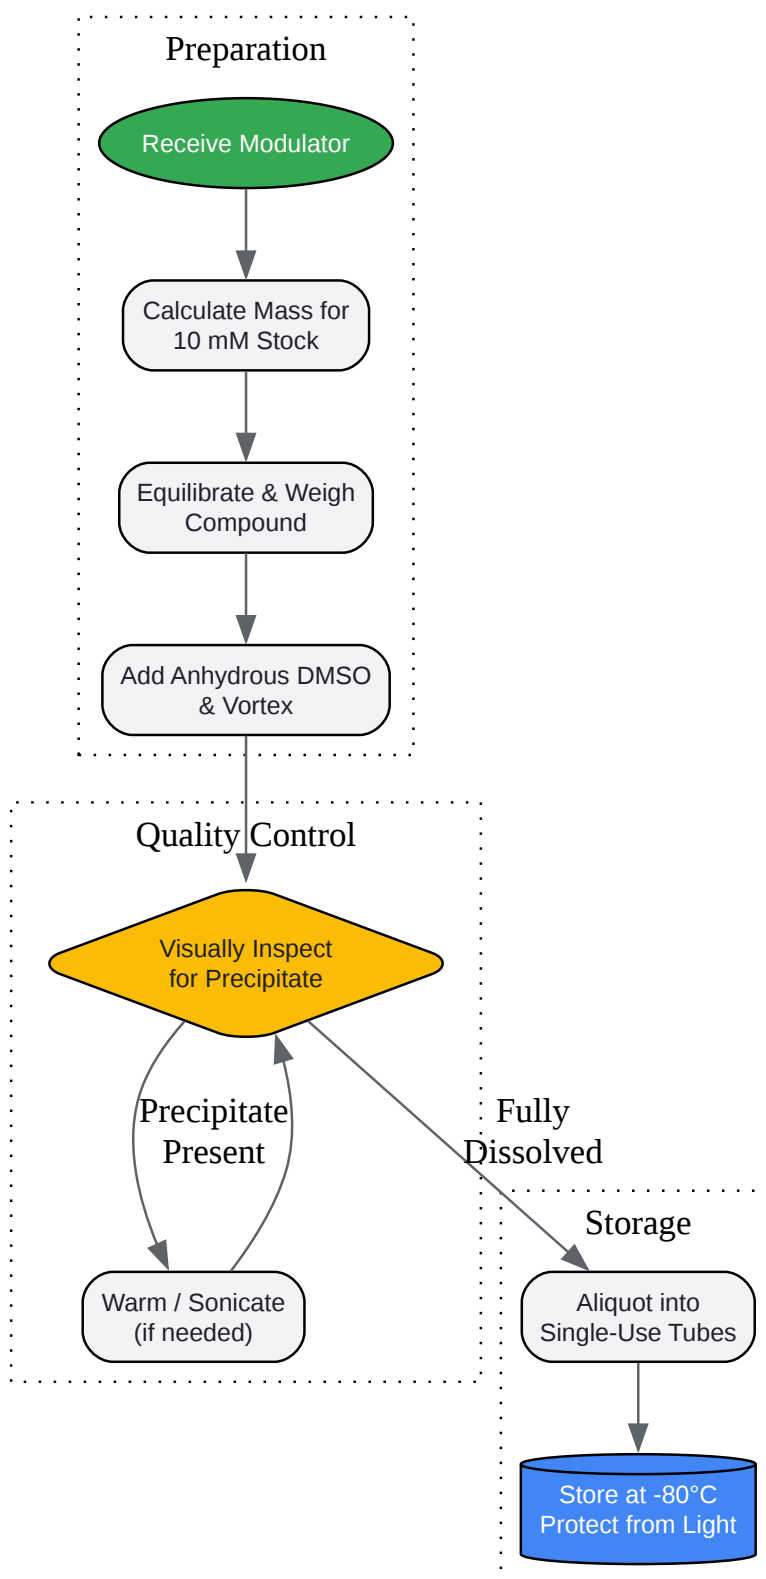 Preparation
Receive Modulator
Calculate Mass for
10 mM Stock
Equilibrate & Weigh
Compound
Add Anhydrous DMSO
& Vortex
Quality Control
Visually Inspect
for Precipitate
Precipitate
Present
Fully
Dissolved
Warm / Sonicate
(if needed)
Storage
Aliquot into
Single-Use Tubes
Store at -80°C
Protect from Light